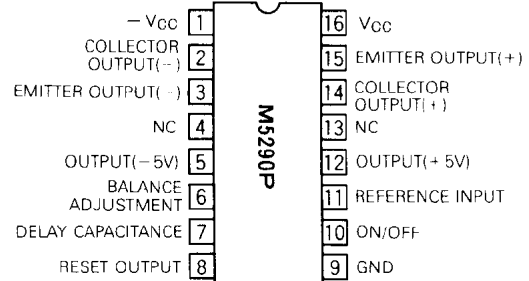 −VCC 1
COLLECTOR
OUTPUT(−) 2
EMITTER OUTPUT(−) 3
NC 4
OUTPUT(−5V) 5
BALANCE
ADJUSTMENT 6
DELAY CAPACITANCE 7
RESET OUTPUT 8
M5290P
16 VCC
15 EMITTER OUTPUT(+)
14 COLLECTOR
OUTPUT(+)
13 NC
12 OUTPUT(+5V)
11 REFERENCE INPUT
10 ON/OFF
9 GND